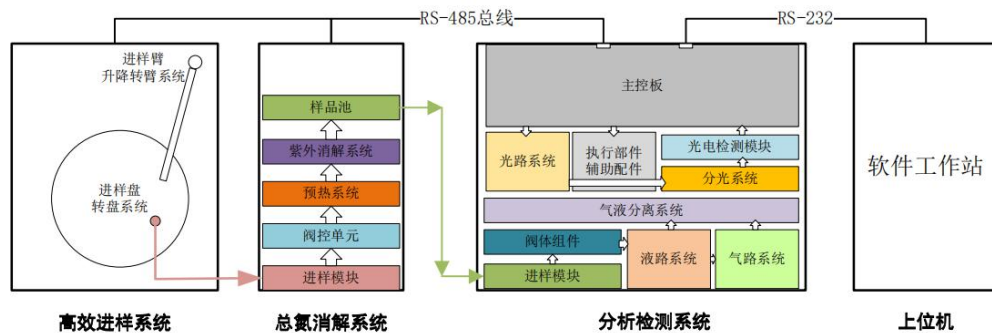 RS-485总线
RS-232
进样臂
升降转臂系统
进样盘
转盘系统
高效进样系统
样品池
紫外消解系统
预热系统
阀控单元
进样模块
总氮消解系统
主控板
光路系统
执行部件
辅助配件
光电检测模块
分光系统
气液分离系统
阀体组件
进样模块
液路系统
气路系统
分析检测系统
软件工作站
上位机